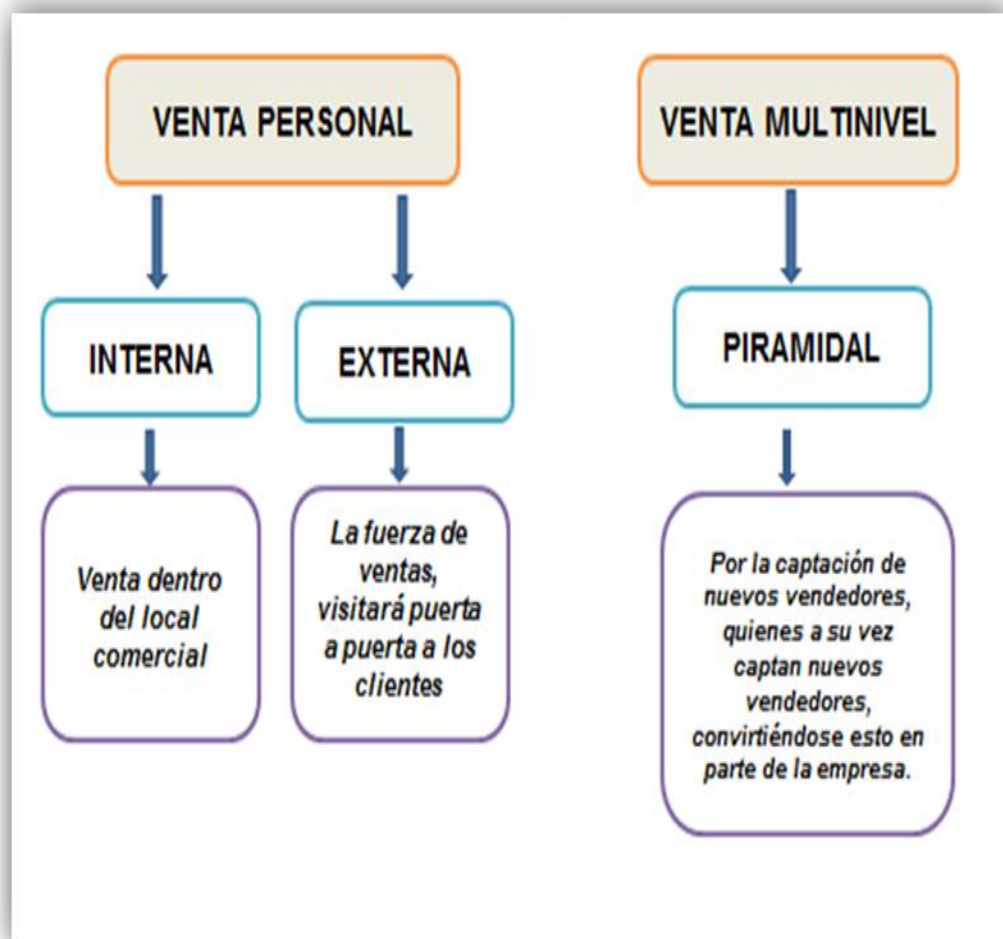 VENTA PERSONAL
VENTA MULTINIVEL
INTERNA
EXTERNA
PIRAMIDAL
Venta dentro
del local
comercial
La fuerza de
ventas,
visitará puerta
a puerta a los
clientes
Por la captación de
nuevos vendedores,
quienes a su vez
captan nuevos
vendedores,
convirtiéndose esto en
parte de la empresa.